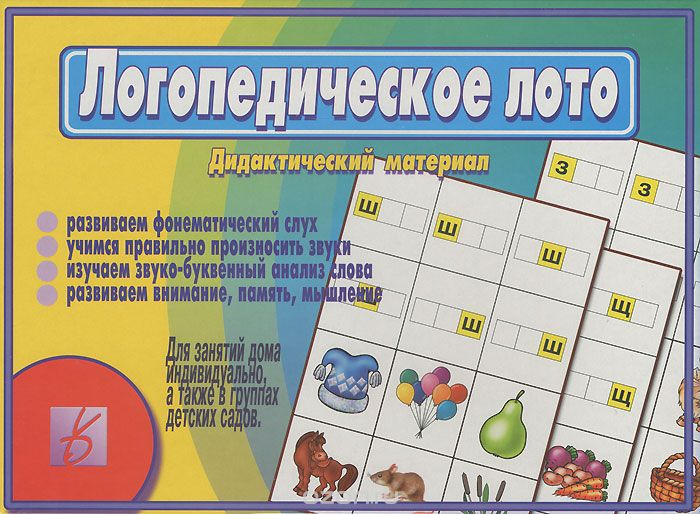 Логопедическое лото
Дидактический материал
развиваем фонематический слух
учимся правильно произносить звуки
изучаем звуко-буквенный анализ слова
развиваем внимание, память, мышление
Для занятий дома
индивидуально,
а также в группах
детских садов.
З
З
Ш
Ш
Ш
Ш
Ш
Ш
Щ
Щ